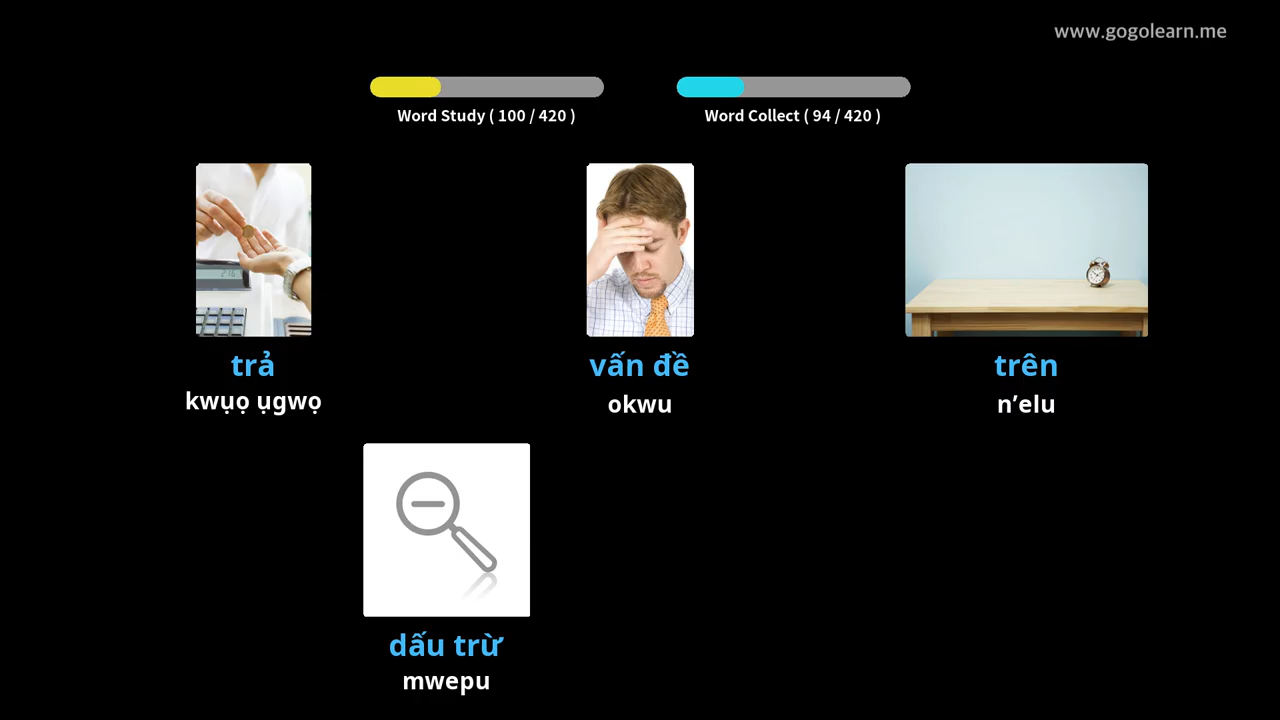 www.gogolearn.me
Word Study ( 100 / 420 )
Word Collect ( 94 / 420 )
trả
kwụọ ụgwọ
vấn đề
okwu
trên
n’elu
dấu trừ
mwepu